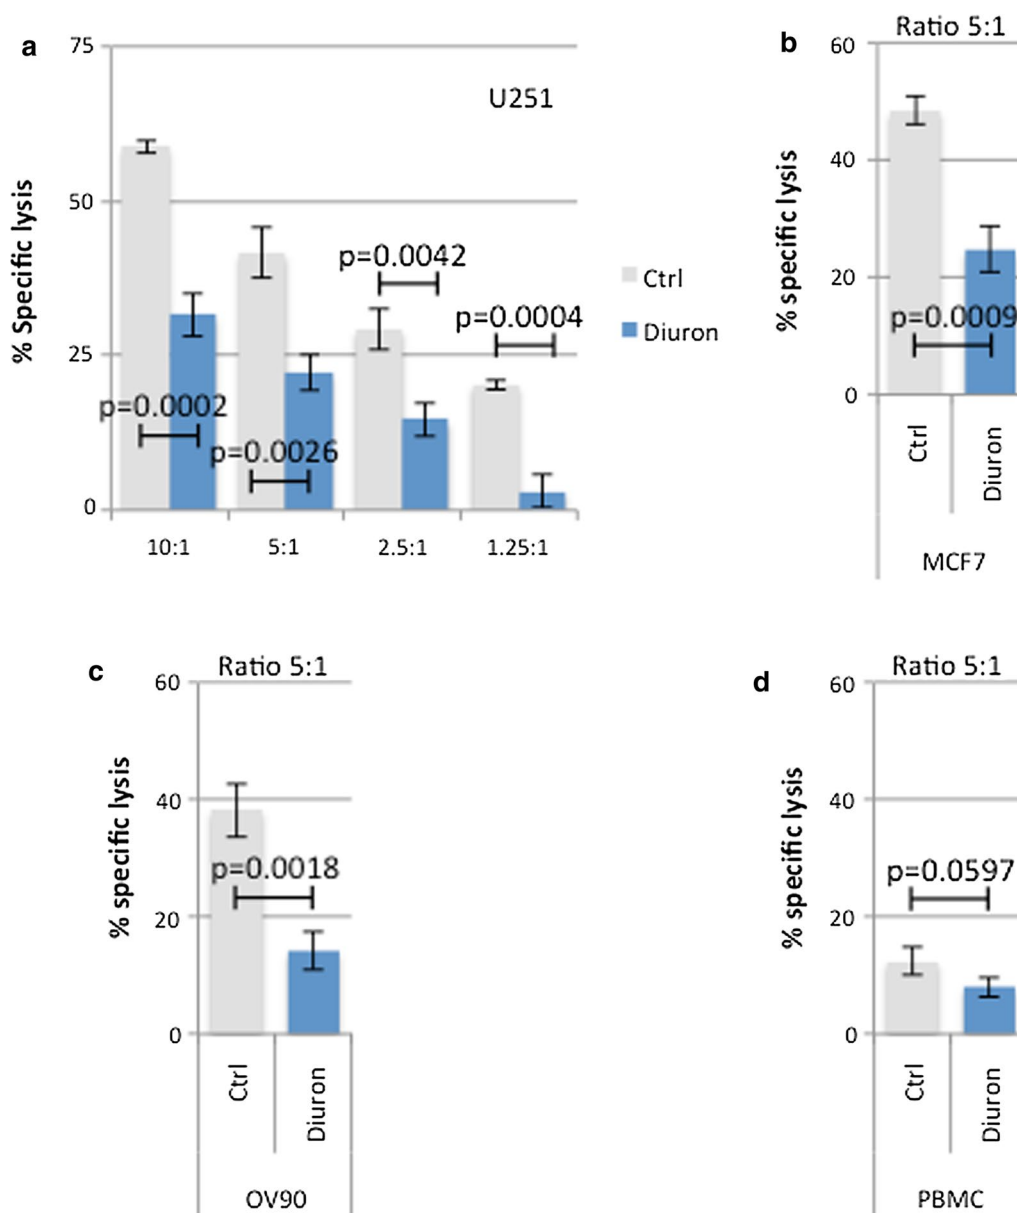 a
75
50
25
0
% Specific lysis
U251
p=0.0002
p=0.0026
p=0.0042
p=0.0004
10:1
5:1
2.5:1
1.25:1
Ctrl
Diuron
b
Ratio 5:1
60
40
20
0
% specific lysis
p=0.0009
Ctrl
Diuron
MCF7
c
Ratio 5:1
60
40
20
0
% specific lysis
p=0.0018
Ctrl
Diuron
OV90
d
Ratio 5:1
60
40
20
0
% specific lysis
p=0.0597
Ctrl
Diuron
PBMC